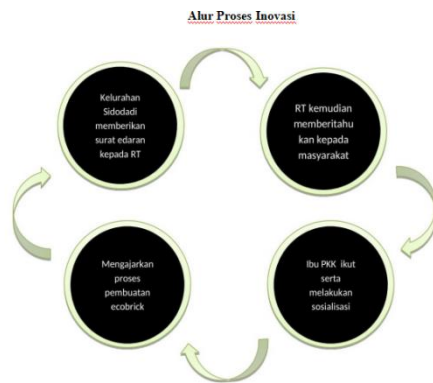 Alur Proses Inovasi
Kelurahan
Sidodadi
memberikan
surat edaran
kepada RT
RT kemudian
memberitahu
kan kepada
masyarakat
Ibu PKK ikut
serta
melakukan
sosialisasi
Mengajarkan
proses
pembuatan
ecobrick